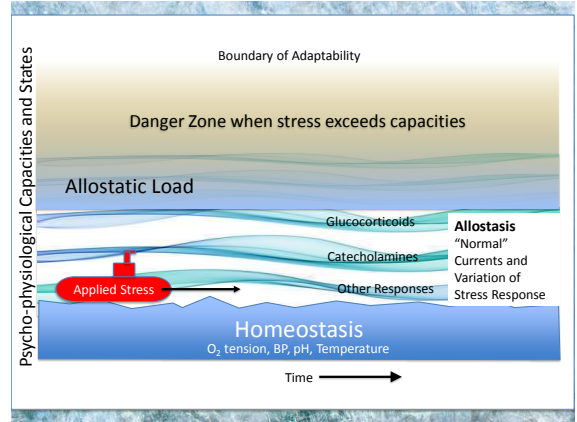 Psycho-physiological Capacities and States
Boundary of Adaptability
Danger Zone when stress exceeds capacities
Allostatic Load
Glucocorticoids
Catecholamines
Other Responses
Allostasis
“Normal”
Currents and
Variation of
Stress Response
Applied Stress
Homeostasis
O₂ tension, BP, pH, Temperature
Time